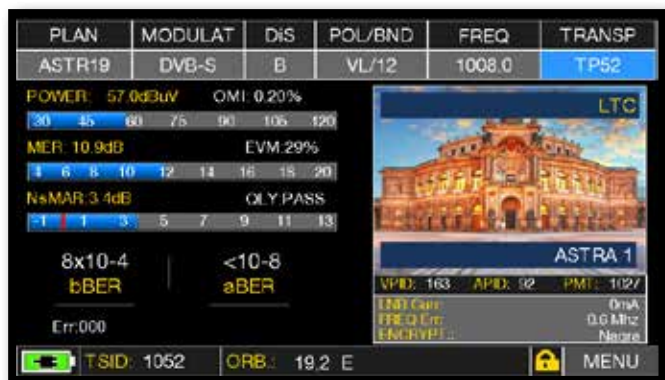 PLAN MODULAT DiS POL/BND FREQ TRANSP
ASTR19 DVB-S B VL/12 1008.0 TP52
POWER: 57.0dBuV OMI: 0.20%
30 45 60 75 90 105 120
MER: 10.9dB EVM:29%
4 6 8 10 12 14 16 18 20
NsMAR:3.4dB QLY:PASS
-1 1 3 5 7 9 11 13
8x10-4 <10-8
bBER aBER
Err:000
LTC
ASTRA 1
VPID: 163 APID: 92 PMT: 1027
LNB Curr: 0mA
FREQ Err: 0.6 Mhz
ENCRYPT.: Nagra
TSID: 1052 ORB.: 19.2 E MENU